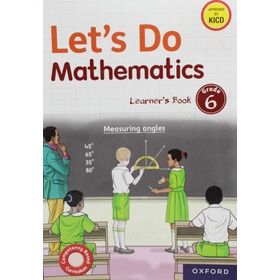 APPROVED BY
KICD
Let's Do
Mathematics
Learner's Book
Grade
6
Measuring angles
45°
65°
35°
80°
Competency Based
Curriculum
OXFORD